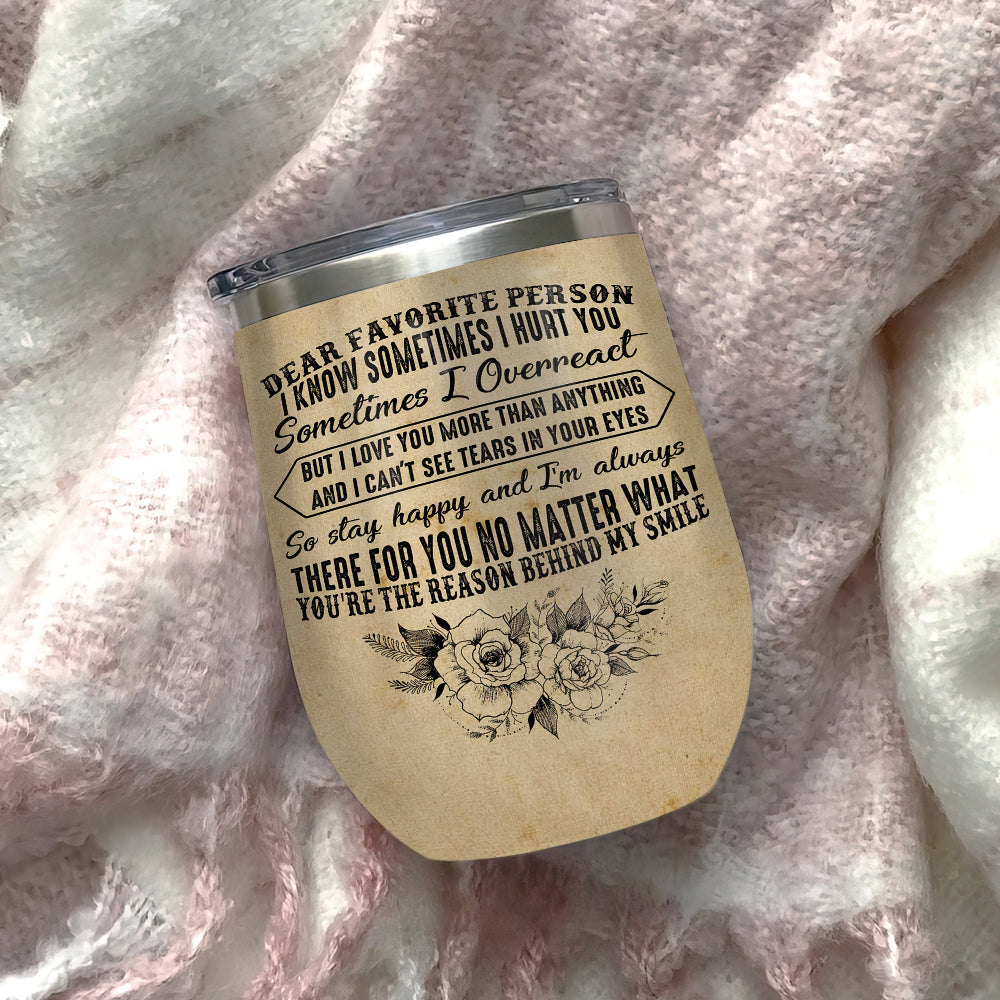 DEAR FAVORITE PERSON
I KNOW SOMETIMES I HURT YOU
Sometimes I Overreact
BUT I LOVE YOU MORE THAN ANYTHING
AND I CAN'T SEE TEARS IN YOUR EYES
So stay happy and I'm always
THERE FOR YOU NO MATTER WHAT
YOU'RE THE REASON BEHIND MY SMILE